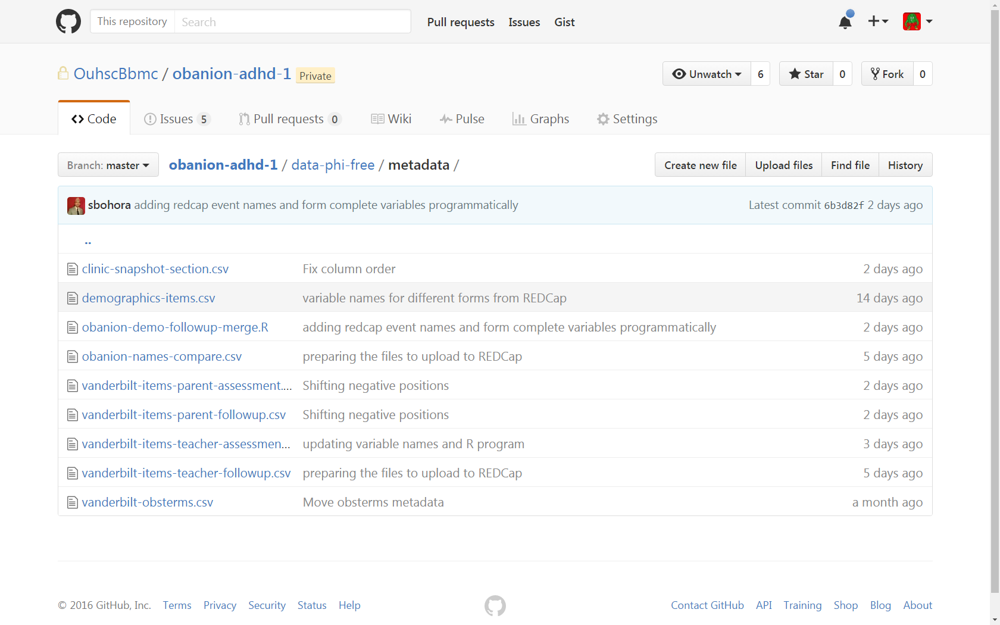 This repository Search Pull requests Issues Gist
OuhscBbmc / obanion-adhd-1 Private Unwatch 6 Star 0 Fork 0
Code Issues 5 Pull requests 0 Wiki Pulse Graphs Settings
Branch: master obanion-adhd-1 / data-phi-free / metadata / Create new file Upload files Find file History
sbohora adding redcap event names and form complete variables programmatically Latest commit 6b3d82f 2 days ago
..
clinic-snapshot-section.csv Fix column order 2 days ago
demographics-items.csv variable names for different forms from REDCap 14 days ago
obanion-demo-followup-merge.R adding redcap event names and form complete variables programmatically 2 days ago
obanion-names-compare.csv preparing the files to upload to REDCap 5 days ago
vanderbilt-items-parent-assessment.... Shifting negative positions 2 days ago
vanderbilt-items-parent-followup.csv Shifting negative positions 2 days ago
vanderbilt-items-teacher-assessmen... updating variable names and R program 3 days ago
vanderbilt-items-teacher-followup.csv preparing the files to upload to REDCap 5 days ago
vanderbilt-obsterms.csv Move obsterms metadata a month ago
© 2016 GitHub, Inc. Terms Privacy Security Status Help Contact GitHub API Training Shop Blog About